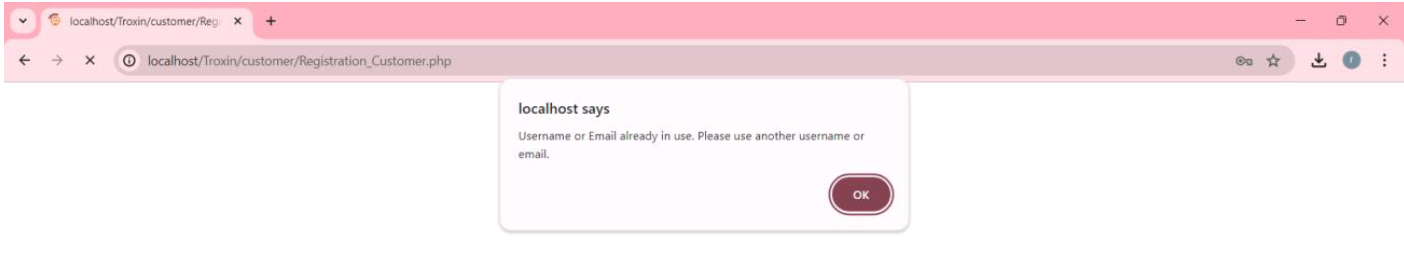 localhost/Troxin/customer/Regi
localhost/Troxin/customer/Registration_Customer.php
r
localhost says
Username or Email already in use. Please use another username or
email.
OK